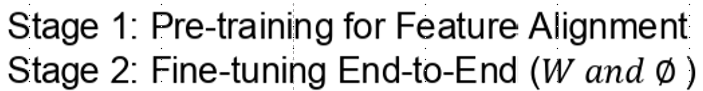 Stage 1: Pre-training for Feature Alignment
Stage 2: Fine-tuning End-to-End (W and ∅ )